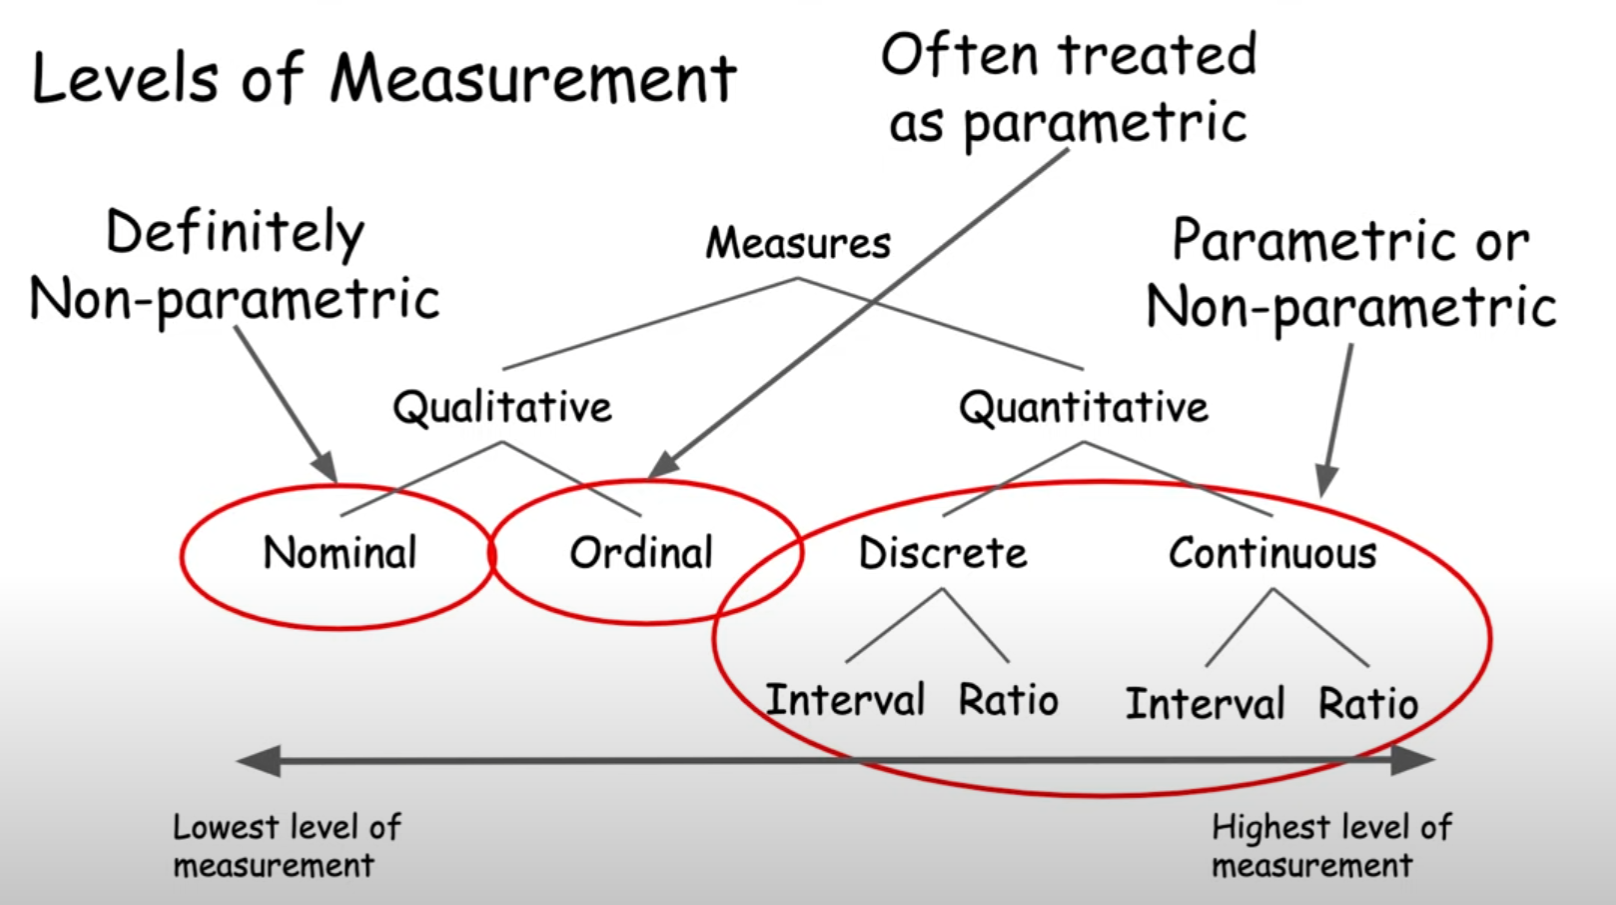 Levels of Measurement
Often treated
as parametric
Definitely
Non-parametric
Measures
Parametric or
Non-parametric
Qualitative
Quantitative
Nominal
Ordinal
Discrete
Continuous
Interval
Ratio
Interval
Ratio
Lowest level of
measurement
Highest level of
measurement